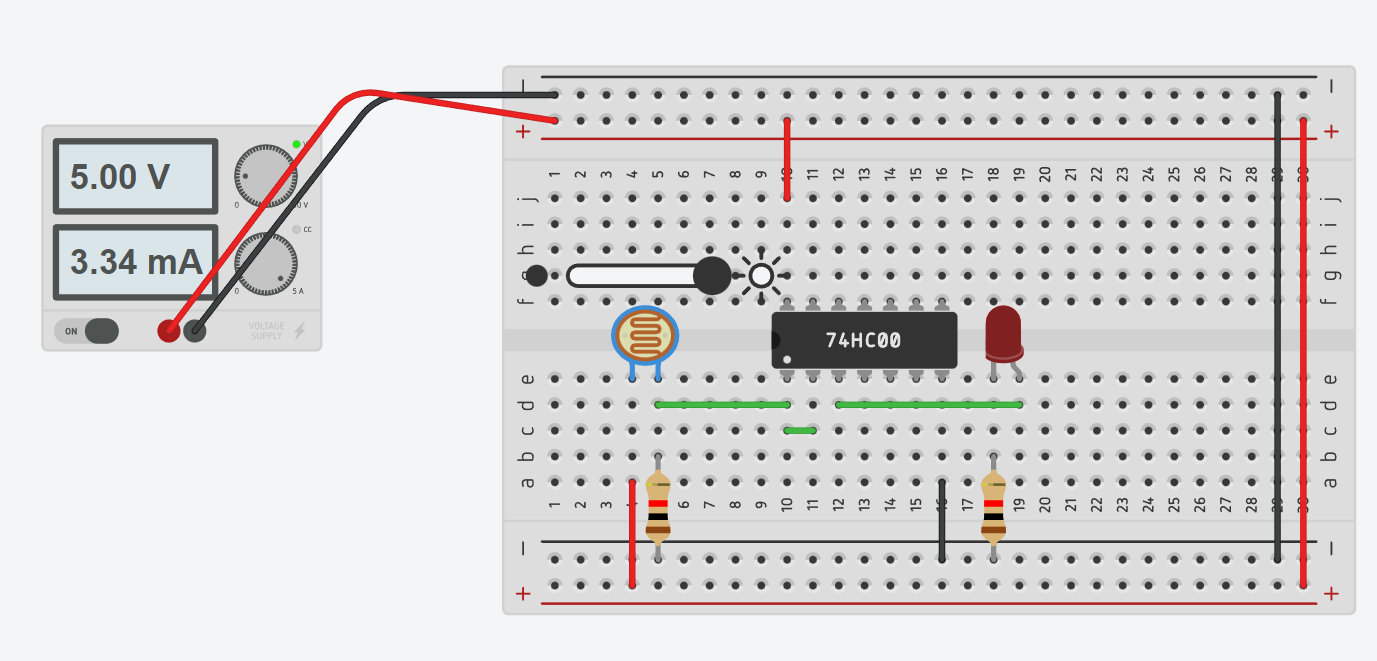 5.00 V
V
0
30 V
3.34 mA
CC
0
5 A
ON
VOLTAGE
SUPPLY
− −
+ +
1 2 3 4 5 6 7 8 9 10 11 12 13 14 15 16 17 18 19 20 21 22 23 24 25 26 27 28 29 30
j j
i i
h h
g g
f f
74HC00
e e
d d
c c
b b
a a
1 2 3 4 5 6 7 8 9 10 11 12 13 14 15 16 17 18 19 20 21 22 23 24 25 26 27 28 29 30
− −
+ +